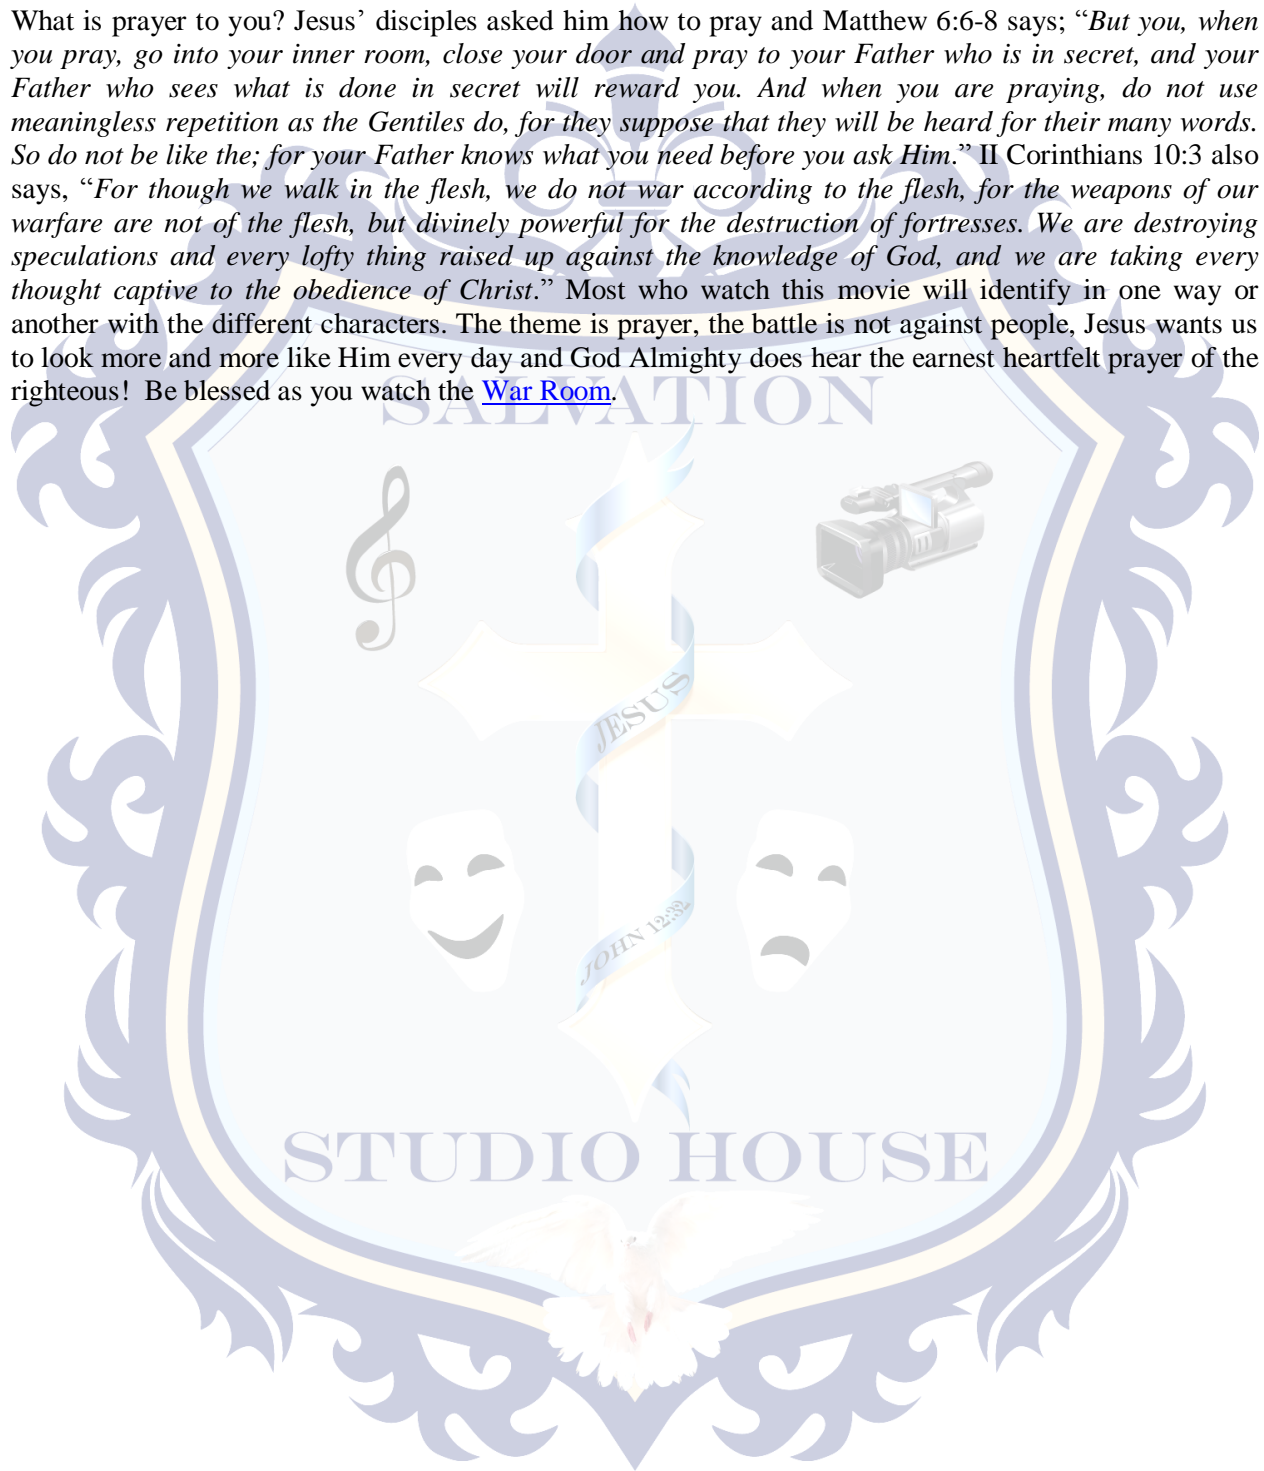 What is prayer to you? Jesus’ disciples asked him how to pray and Matthew 6:6-8 says; “But you, when
you pray, go into your inner room, close your door and pray to your Father who is in secret, and your
Father who sees what is done in secret will reward you. And when you are praying, do not use
meaningless repetition as the Gentiles do, for they suppose that they will be heard for their many words.
So do not be like the; for your Father knows what you need before you ask Him.” II Corinthians 10:3 also
says, “For though we walk in the flesh, we do not war according to the flesh, for the weapons of our
warfare are not of the flesh, but divinely powerful for the destruction of fortresses. We are destroying
speculations and every lofty thing raised up against the knowledge of God, and we are taking every
thought captive to the obedience of Christ.” Most who watch this movie will identify in one way or
another with the different characters. The theme is prayer, the battle is not against people, Jesus wants us
to look more and more like Him every day and God Almighty does hear the earnest heartfelt prayer of the
righteous!  Be blessed as you watch the War Room.
SALVATION
JESUS
JOHN 12:32
STUDIO HOUSE